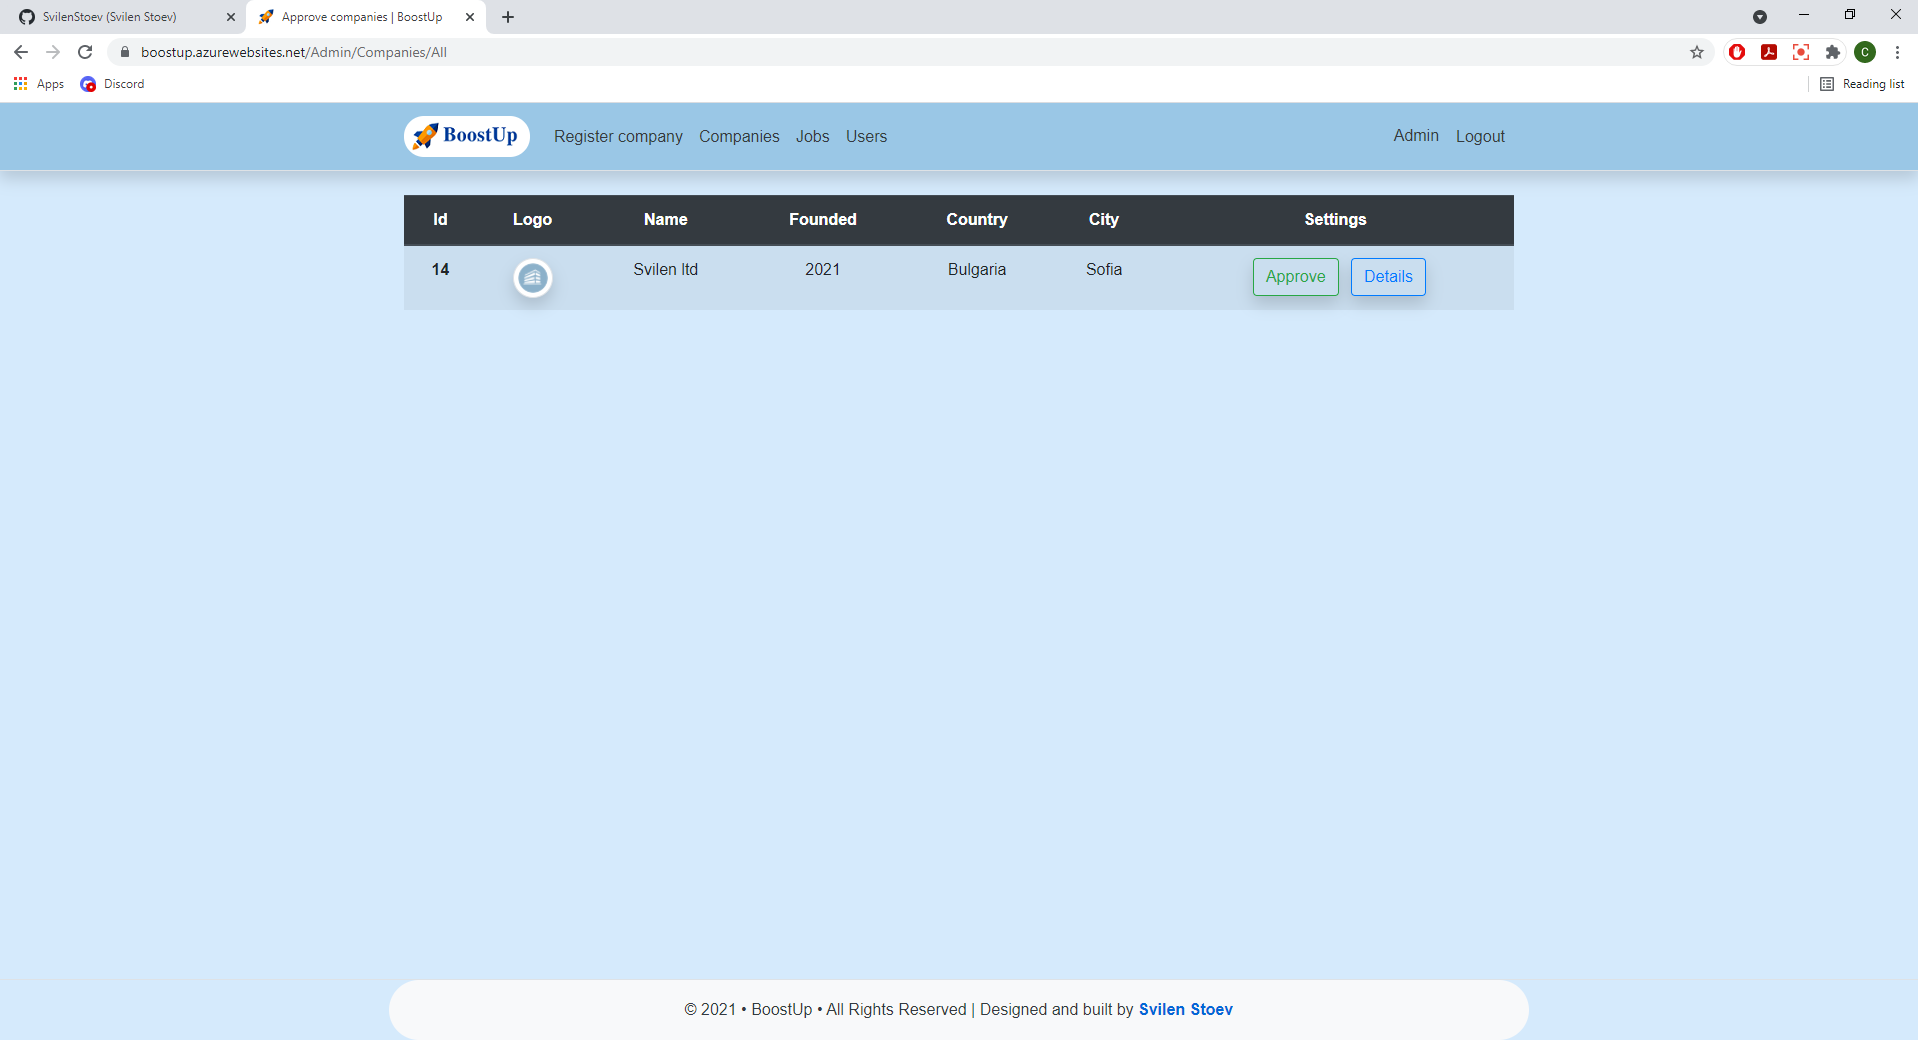 SvilenStoev (Svilen Stoev)
Approve companies | BoostUp
boostup.azurewebsites.net/Admin/Companies/All
C
Apps Discord Reading list
BoostUp Register company Companies Jobs Users Admin Logout
Id Logo Name Founded Country City Settings
14 Svilen ltd 2021 Bulgaria Sofia Approve Details
© 2021 • BoostUp • All Rights Reserved | Designed and built by Svilen Stoev